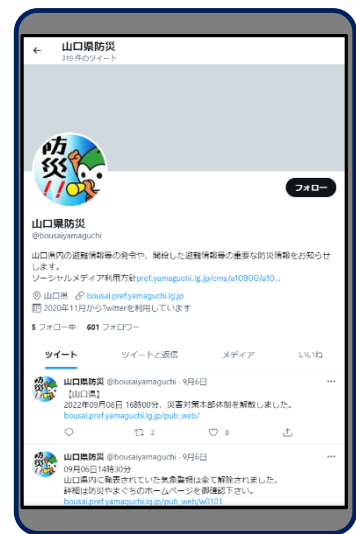 ← 山口県防災
319 件のツイート
防
災
!!
フォロー
山口県防災
@bousaiyamaguchi
山口県内の避難情報等の発令や、開設した避難情報等の重要な防災情報をお知らせ
します。
ソーシャルメディア利用方針pref.yamaguchi.lg.jp/cms/a10900/a10...
山口県 bousai.pref.yamaguchi.lg.jp
2020年11月からTwitterを利用しています
5 フォロー中 601 フォロワー
ツイート ツイートと返信 メディア いいね
山口県防災 @bousaiyamaguchi · 9月6日 ...
【山口県】
2022年09月06日 16時00分、災害対策本部体制を解散しました。
bousai.pref.yamaguchi.lg.jp/pub_web/
2 8
山口県防災 @bousaiyamaguchi · 9月6日 ...
09月06日14時30分
山口県内に発表されていた気象警報は全て解除されました。
詳細は防災やまぐちのホームページを御確認下さい。
bousai.pref.yamaguchi.lg.jp/pub_web/w0101